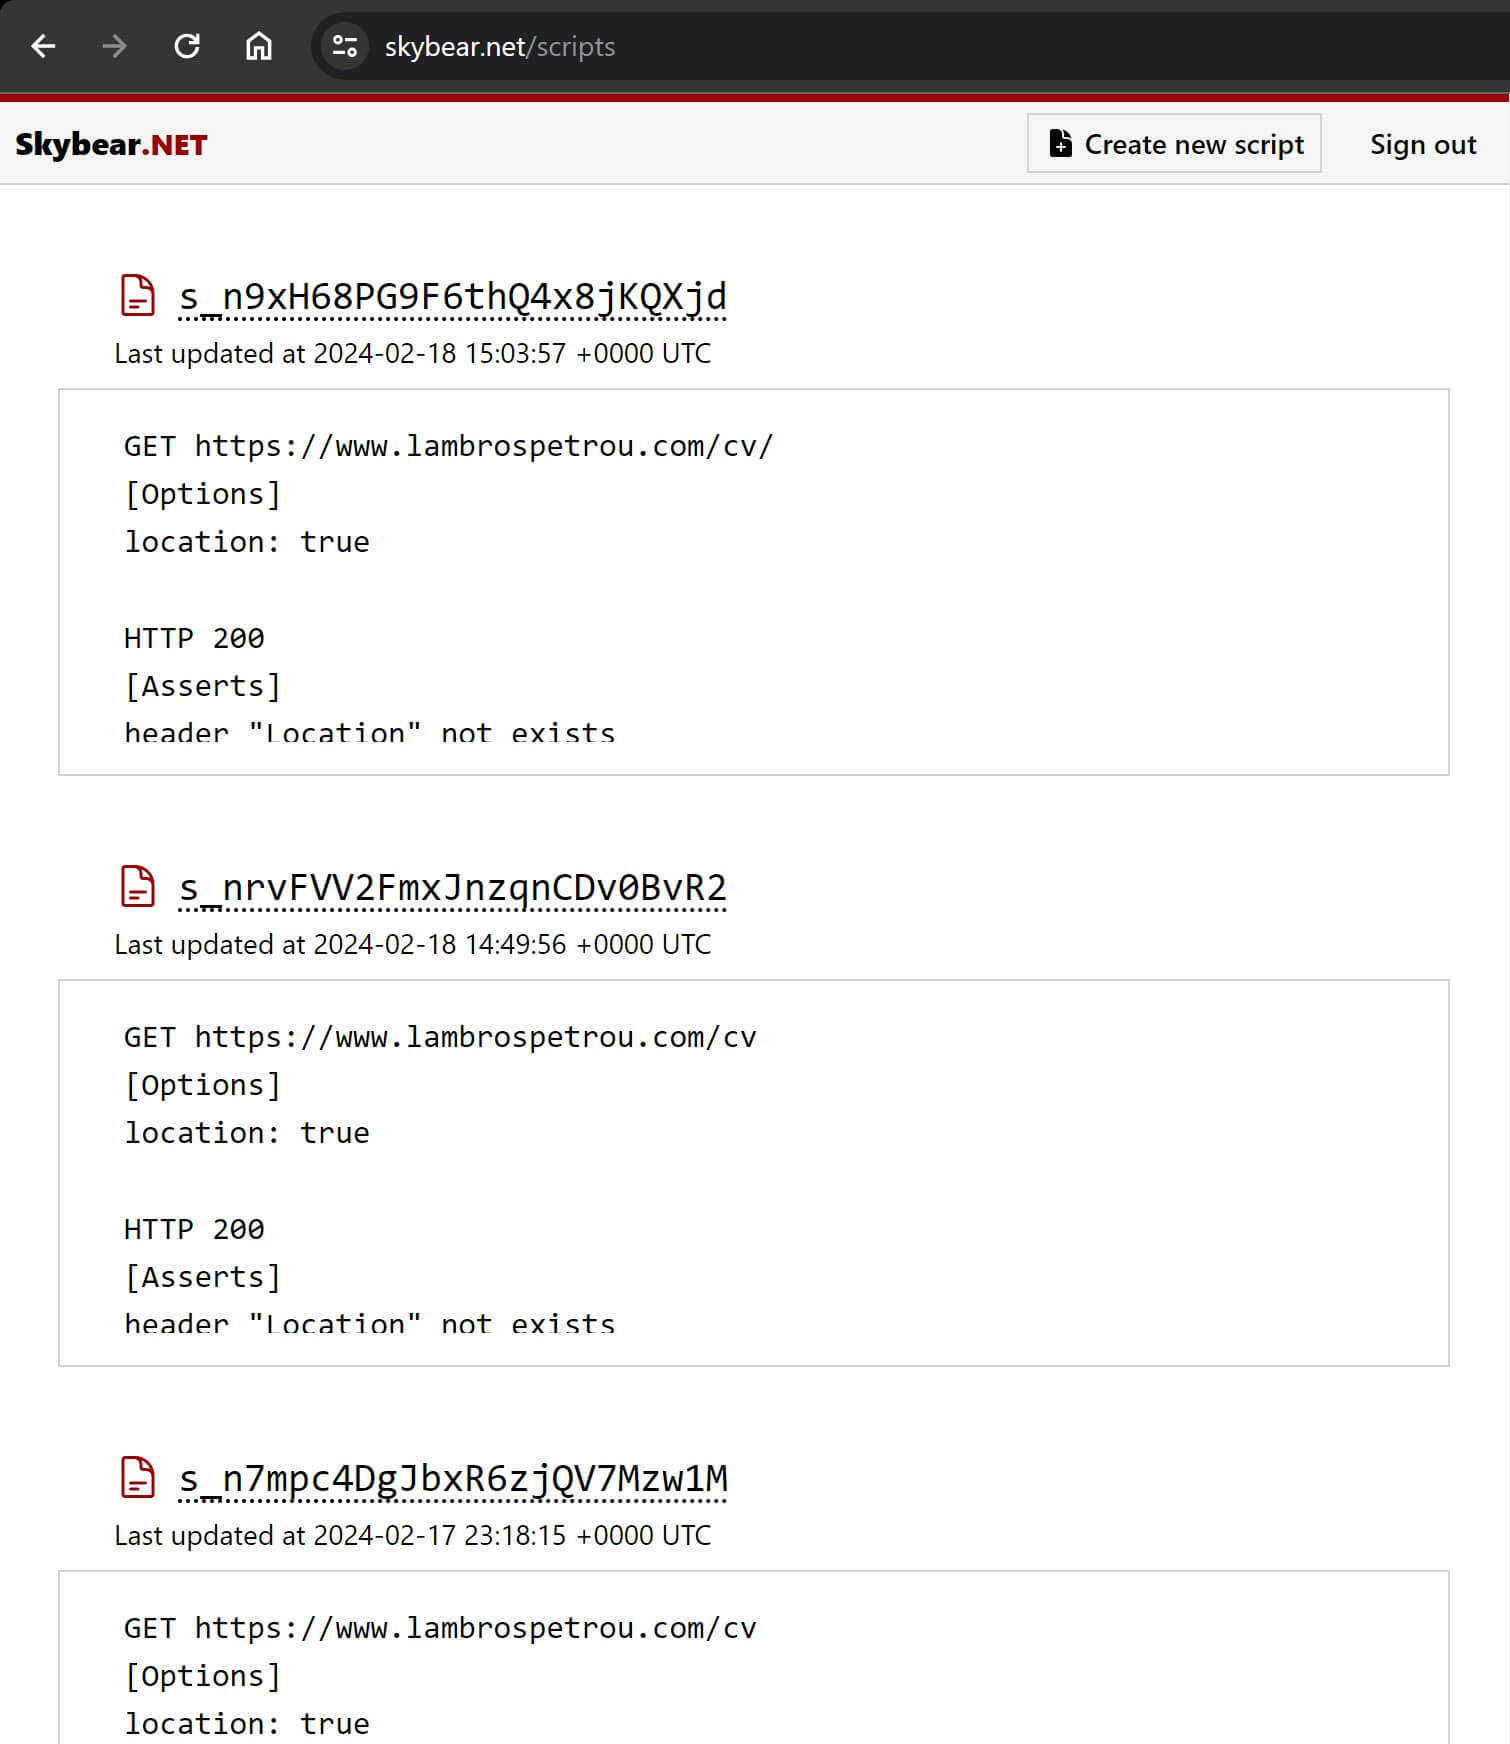 skybear.net/scripts
Skybear.NET
Create new script
Sign out
s_n9xH68PG9F6thQ4x8jKQXjd
Last updated at 2024-02-18 15:03:57 +0000 UTC
GET https://www.lambrospetrou.com/cv/
[Options]
location: true
HTTP 200
[Asserts]
header "Location" not exists
s_nrvFVV2FmxJnzqnCDv0BvR2
Last updated at 2024-02-18 14:49:56 +0000 UTC
GET https://www.lambrospetrou.com/cv
[Options]
location: true
HTTP 200
[Asserts]
header "Location" not exists
s_n7mpc4DgJbxR6zjQV7Mzw1M
Last updated at 2024-02-17 23:18:15 +0000 UTC
GET https://www.lambrospetrou.com/cv
[Options]
location: true